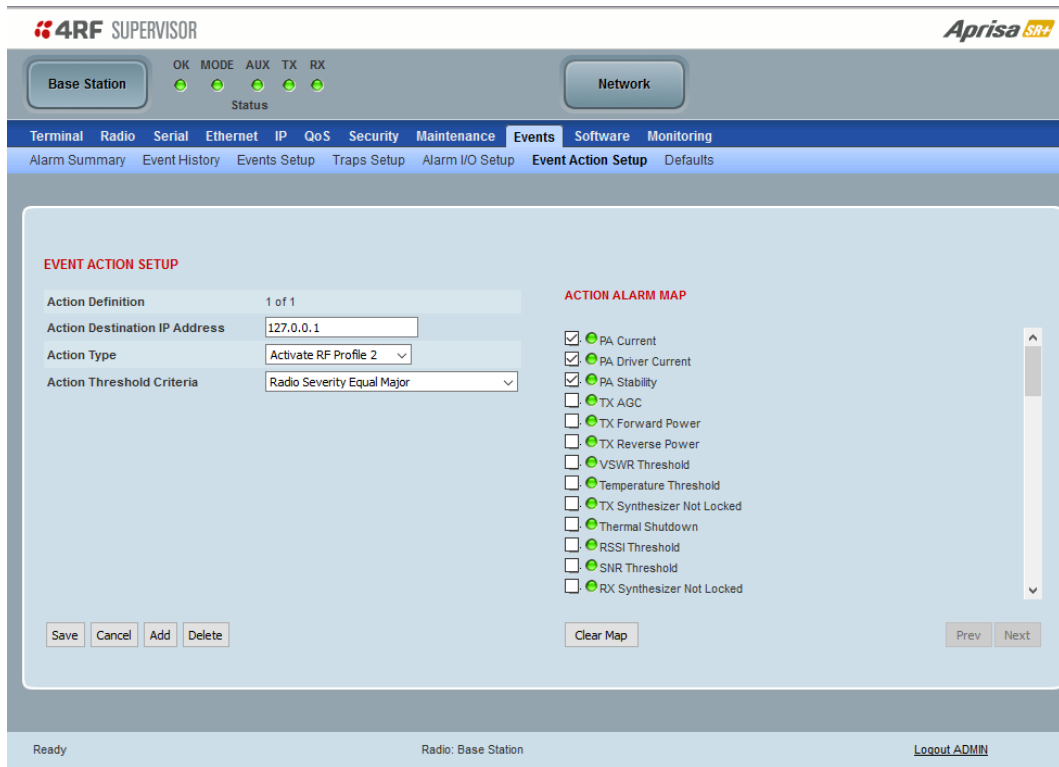 4RF SUPERVISOR
Aprisa SR+
Base Station
OK MODE AUX TX RX
Status
Network
Terminal Radio Serial Ethernet IP QoS Security Maintenance Events Software Monitoring
Alarm Summary Event History Events Setup Traps Setup Alarm I/O Setup Event Action Setup Defaults
EVENT ACTION SETUP
Action Definition 1 of 1
Action Destination IP Address 127.0.0.1
Action Type Activate RF Profile 2
Action Threshold Criteria Radio Severity Equal Major
ACTION ALARM MAP
PA Current
PA Driver Current
PA Stability
TX AGC
TX Forward Power
TX Reverse Power
VSWR Threshold
Temperature Threshold
TX Synthesizer Not Locked
Thermal Shutdown
RSSI Threshold
SNR Threshold
RX Synthesizer Not Locked
Save Cancel Add Delete
Clear Map
Prev Next
Ready
Radio: Base Station
Logout ADMIN